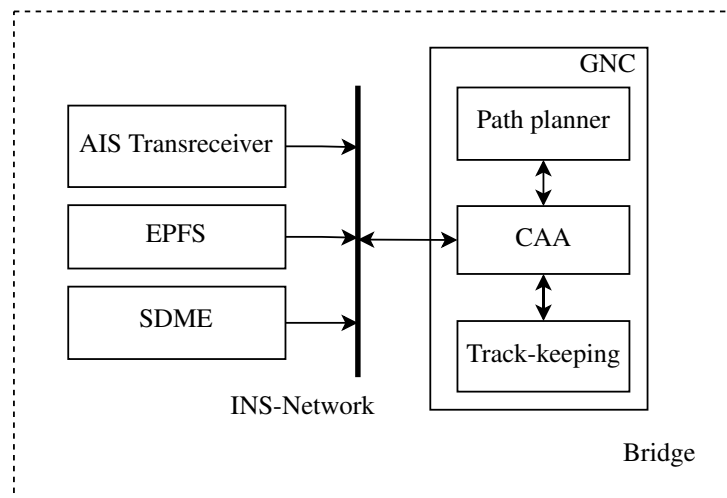 GNC
AIS Transreceiver
EPFS
SDME
INS-Network
Path planner
CAA
Track-keeping
Bridge